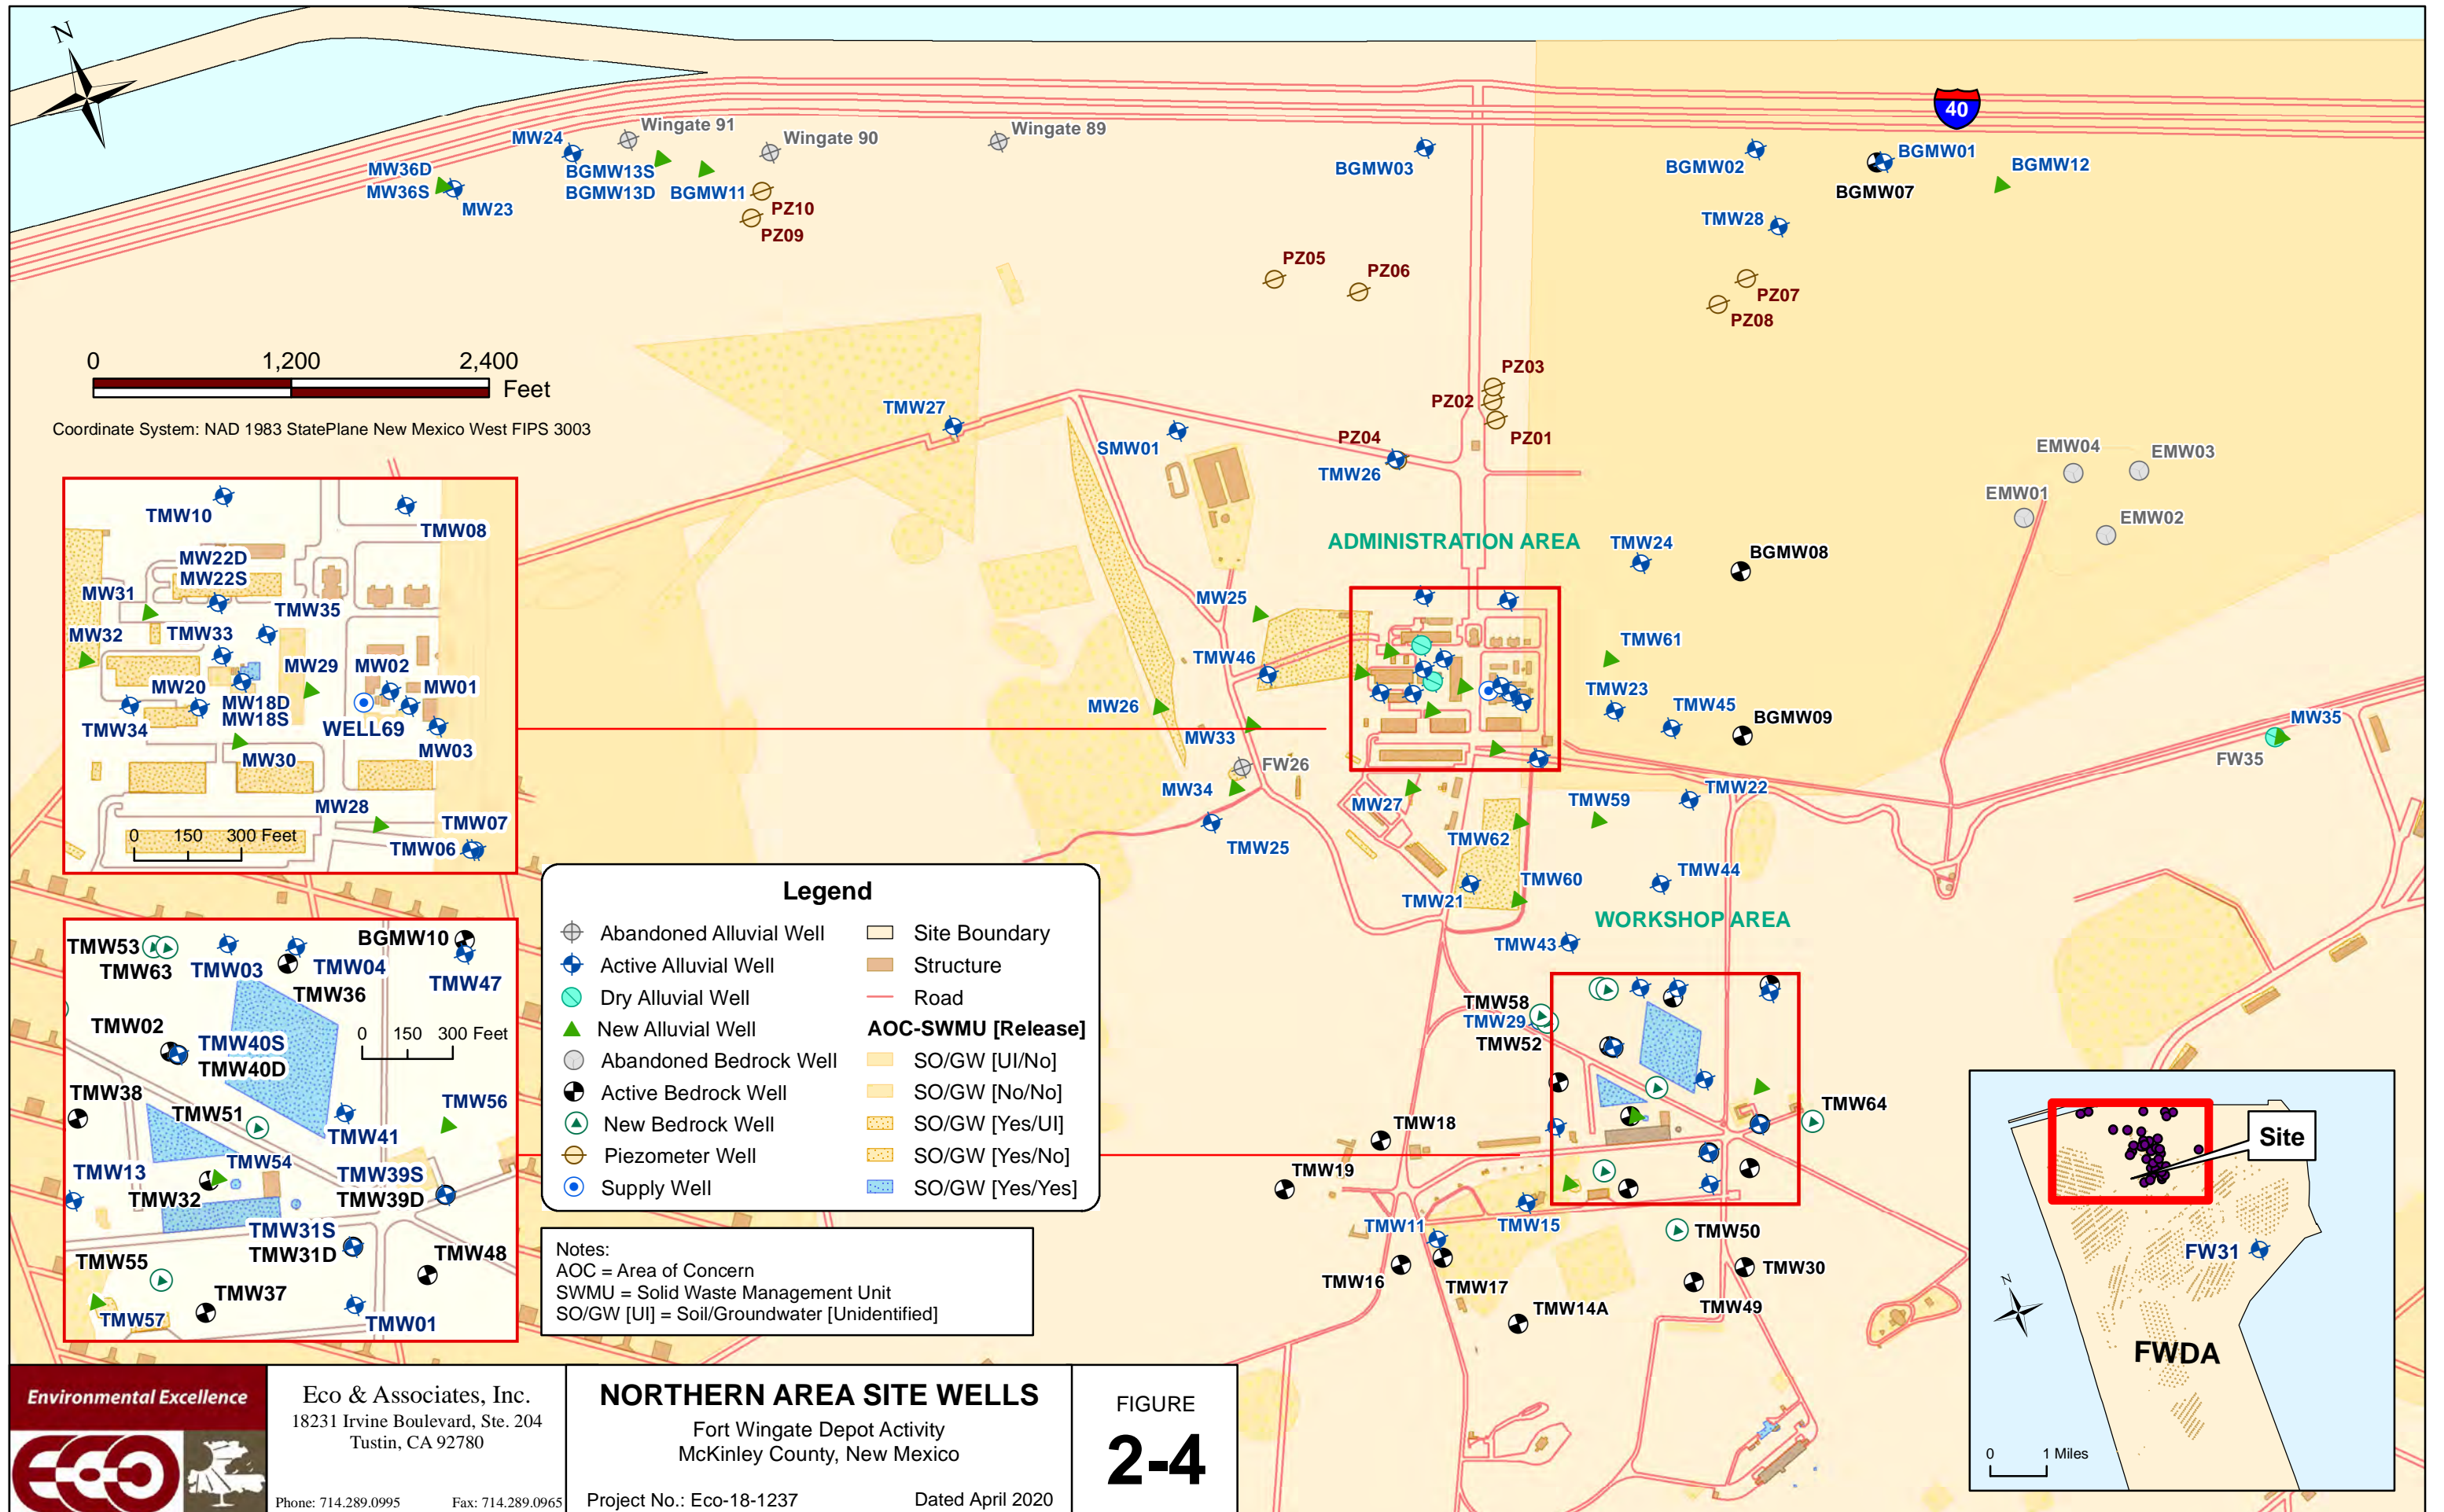 N
40
Wingate 91
Wingate 90
Wingate 89
MW24
BGMW13S
BGMW13D
BGMW11
MW36D
MW36S
MW23
PZ10
PZ09
BGMW03
BGMW02
BGMW01
BGMW07
BGMW12
TMW28
PZ05
PZ06
PZ07
PZ08
0 1,200 2,400
Feet
Coordinate System: NAD 1983 StatePlane New Mexico West FIPS 3003
PZ03
PZ02
PZ01
PZ04
TMW27
SMW01
TMW26
EMW04
EMW03
EMW01
EMW02
ADMINISTRATION AREA
TMW24
BGMW08
MW25
TMW46
TMW61
TMW23
TMW45
BGMW09
MW26
MW33
FW26
MW34
TMW25
MW27
TMW62
TMW59
TMW22
MW35
FW35
TMW21
TMW60
TMW44
WORKSHOP AREA
TMW43
TMW58
TMW29
TMW52
TMW64
TMW18
TMW19
TMW11
TMW15
TMW16
TMW17
TMW14A
TMW50
TMW30
TMW49
TMW10
TMW08
MW22D
MW22S
MW31
TMW35
MW32
TMW33
MW29
MW02
MW20
MW01
MW18D
MW18S
TMW34
WELL69
MW03
MW30
MW28
TMW07
TMW06
0 150 300 Feet
TMW53
TMW63
TMW03
TMW04
BGMW10
TMW47
TMW36
TMW02
TMW40S
TMW40D
0 150 300 Feet
TMW38
TMW51
TMW41
TMW56
TMW13
TMW54
TMW39S
TMW39D
TMW32
TMW31S
TMW31D
TMW55
TMW48
TMW37
TMW57
TMW01
Legend
Abandoned Alluvial Well
Active Alluvial Well
Dry Alluvial Well
New Alluvial Well
Abandoned Bedrock Well
Active Bedrock Well
New Bedrock Well
Piezometer Well
Supply Well
Site Boundary
Structure
Road
AOC-SWMU [Release]
SO/GW [UI/No]
SO/GW [No/No]
SO/GW [Yes/UI]
SO/GW [Yes/No]
SO/GW [Yes/Yes]
Notes:
AOC = Area of Concern
SWMU = Solid Waste Management Unit
SO/GW [UI] = Soil/Groundwater [Unidentified]
Site
FW31
N
FWDA
0 1 Miles
Environmental Excellence
eco
Eco & Associates, Inc.
18231 Irvine Boulevard, Ste. 204
Tustin, CA 92780
Phone: 714.289.0995 Fax: 714.289.0965
NORTHERN AREA SITE WELLS
Fort Wingate Depot Activity
McKinley County, New Mexico
Project No.: Eco-18-1237 Dated April 2020
FIGURE
2-4